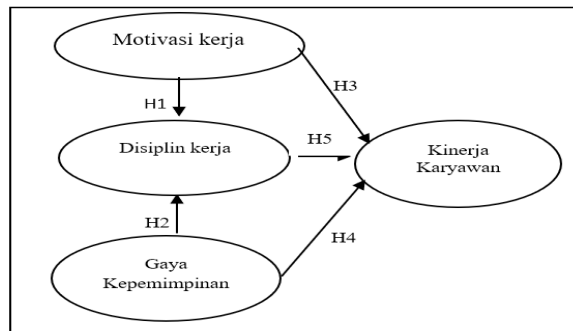 Motivasi kerja
H1
H3
Disiplin kerja
H5
Kinerja
Karyawan
H2
H4
Gaya
Kepemimpinan